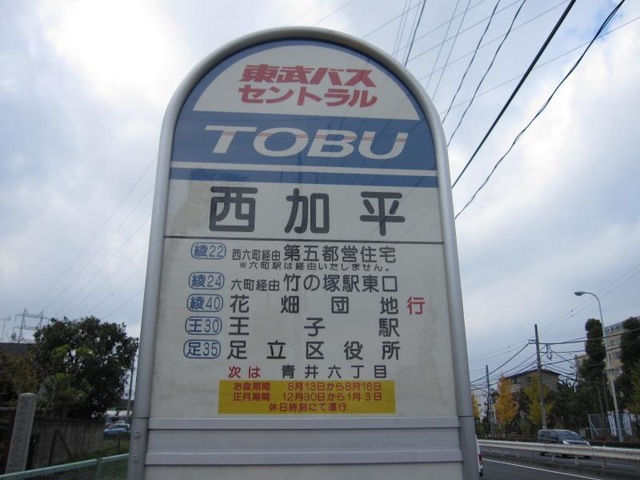 東武バス
セントラル
TOBU
西加平
綾22 西六町経由 第五都営住宅
※六町駅は経由いたしません。
綾24 六町経由 竹の塚駅東口
綾40 花畑団地行
王30 王子駅
足35 足立区役所
次は 青井六丁目
お盆期間 8月13日から8月16日
正月期間 12月30日から1月3日
休日時刻にて運行